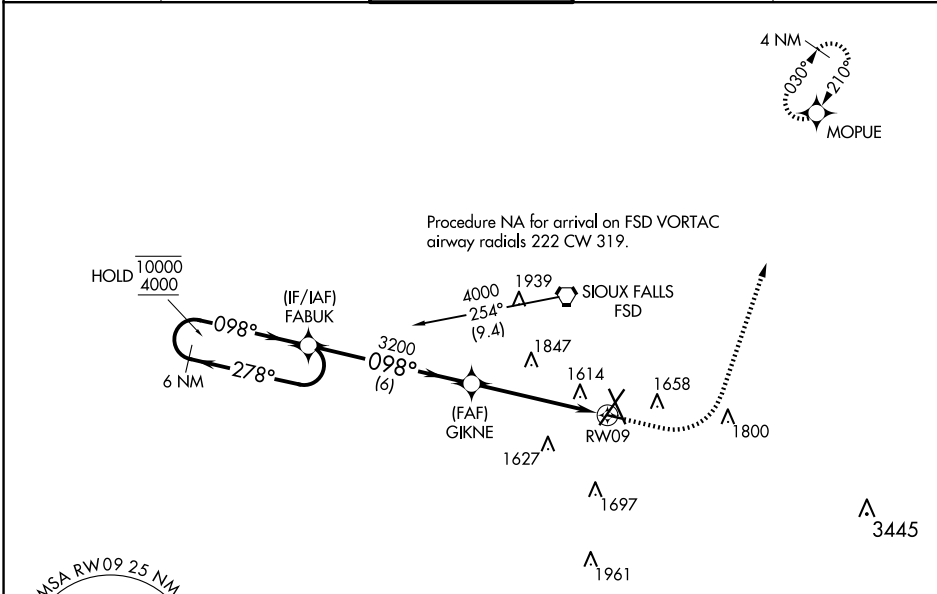 4 NM
030°
210°
MOPUE
Procedure NA for arrival on FSD VORTAC
airway radials 222 CW 319.
HOLD
10000
4000
(IF/IAF)
FABUK
4000
254°
(9.4)
1939
SIOUX FALLS
FSD
098°
278°
6 NM
3200
098°
(6)
1847
1614
1658
(FAF)
GIKNE
RW09
1800
1627
1697
3445
1961
MSA RW09 25 NM